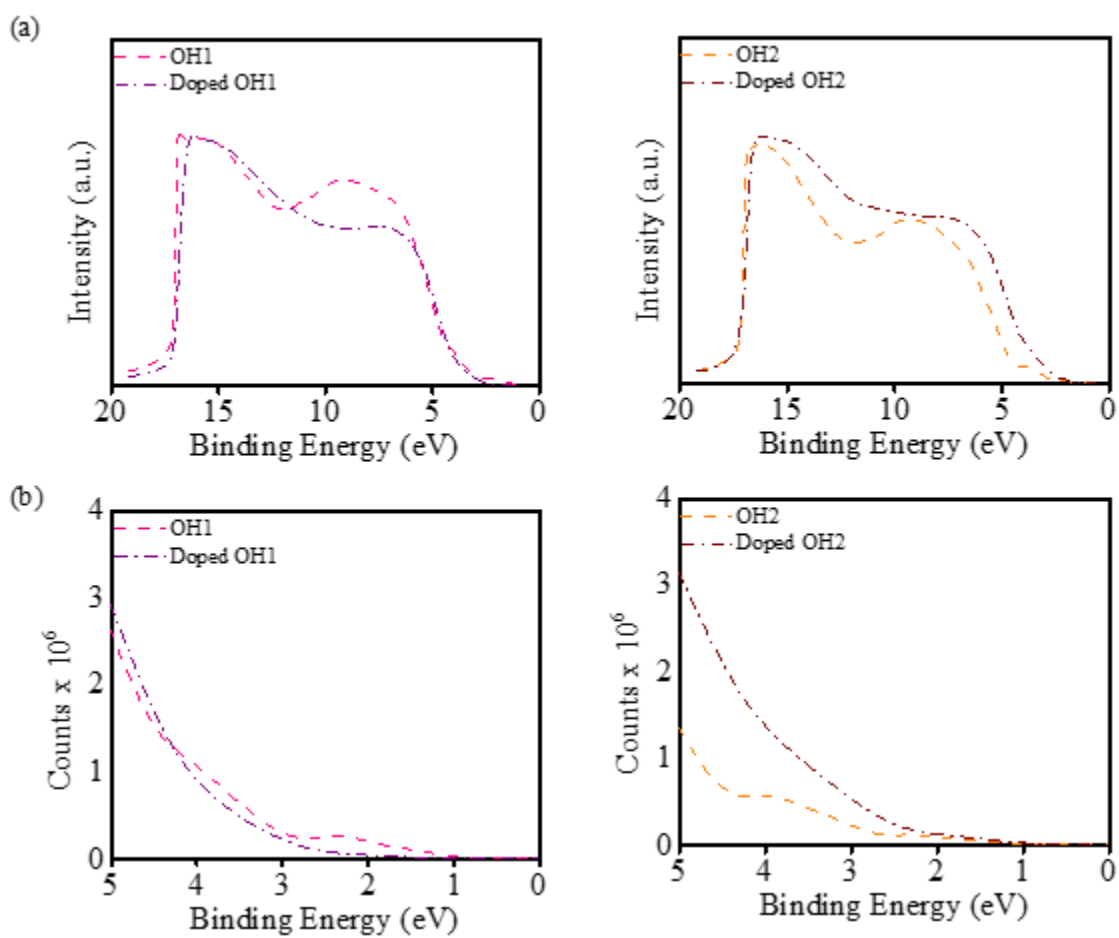 (a)
OH1
Doped OH1
Intensity (a.u.)
20 15 10 5 0
Binding Energy (eV)
OH2
Doped OH2
Intensity (a.u.)
20 15 10 5 0
Binding Energy (eV)
(b)
OH1
Doped OH1
Counts x 10⁶
4
3
2
1
0
5 4 3 2 1 0
Binding Energy (eV)
OH2
Doped OH2
Counts x 10⁶
4
3
2
1
0
5 4 3 2 1 0
Binding Energy (eV)